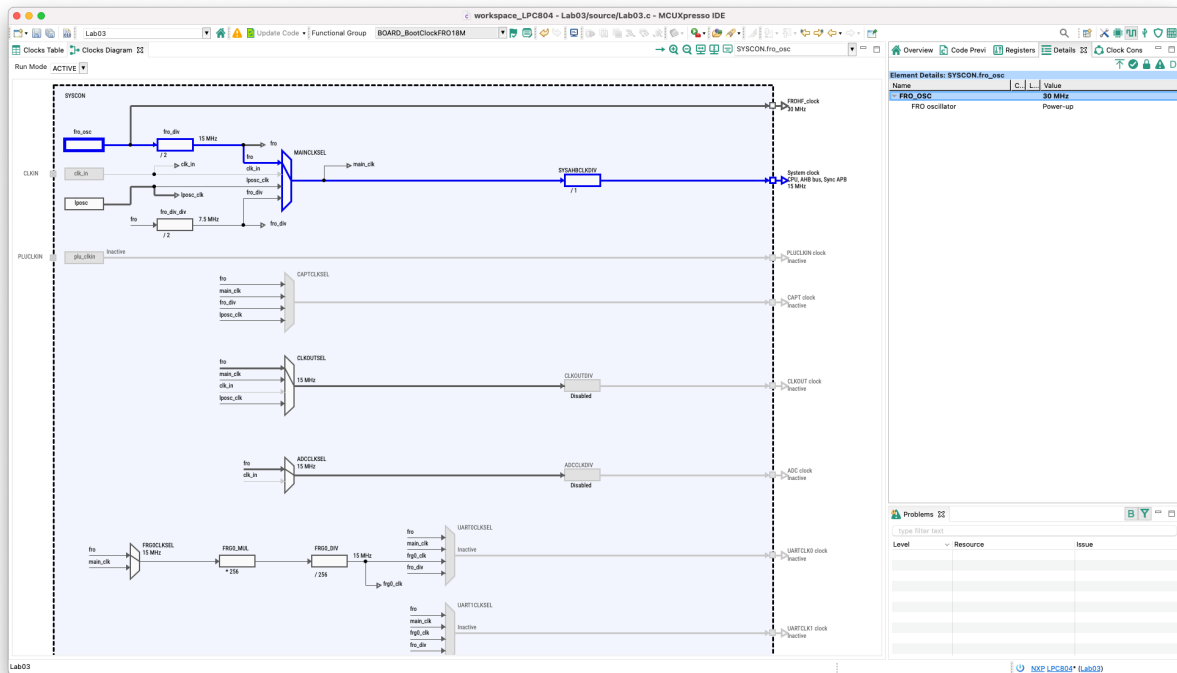 workspace_LPC804 - Lab03/source/Lab03.c - MCUXpresso IDE
Lab03
Update Code
Functional Group
BOARD_BootClockFRO18M
Clocks Table
Clocks Diagram
SYSCON.fro_osc
Run Mode
ACTIVE
SYSCON
FROHF_clock
30 MHz
fro_osc
fro_div
15 MHz
/ 2
fro
MAINCLKSEL
fro
clk_in
CLKIN
clk_in
clk_in
main_clk
lposc_clk
SYSAHBCLKDIV
/ 1
System clock
CPU, AHB bus, Sync APB
15 MHz
lposc
lposc_clk
fro_div
fro_div_div
fro
7.5 MHz
/ 2
fro_div
PLUCLKIN
plu_clkin
Inactive
PLUCLKIN clock
Inactive
CAPTCLKSEL
fro
main_clk
fro_div
lposc_clk
CAPT clock
Inactive
CLKOUTSEL
fro
main_clk
clk_in
lposc_clk
15 MHz
CLKOUTDIV
Disabled
CLKOUT clock
Inactive
ADCCLKSEL
fro
15 MHz
clk_in
ADCCLKDIV
Disabled
ADC clock
Inactive
UART0CLKSEL
fro
main_clk
frg0_clk
fro_div
Inactive
UARTCLK0 clock
Inactive
FRG0CLKSEL
fro
15 MHz
main_clk
FRG0_MUL
* 256
FRG0_DIV
/ 256
15 MHz
frg0_clk
UART1CLKSEL
fro
main_clk
frg0_clk
fro_div
Inactive
UARTCLK1 clock
Inactive
Overview
Code Previ
Registers
Details
Clock Cons
Element Details: SYSCON.fro_osc
Name C... L... Value
FRO_OSC 30 MHz
FRO oscillator Power-up
Problems
type filter text
Level Resource Issue
Lab03
NXP LPC804* (Lab03)